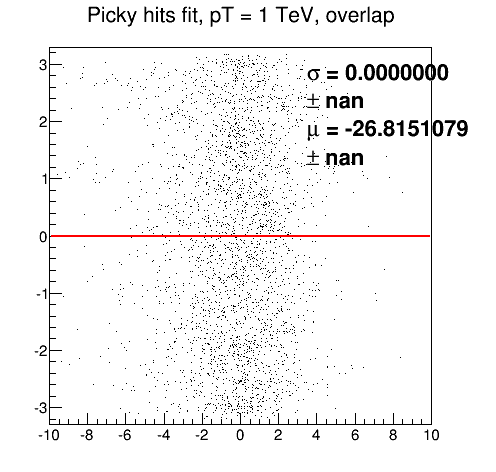 Picky hits fit, pT = 1 TeV, overlap
σ = 0.0000000
± nan
μ = -26.8151079
± nan
3
2
1
0
-1
-2
-3
-10 -8 -6 -4 -2 0 2 4 6 8 10